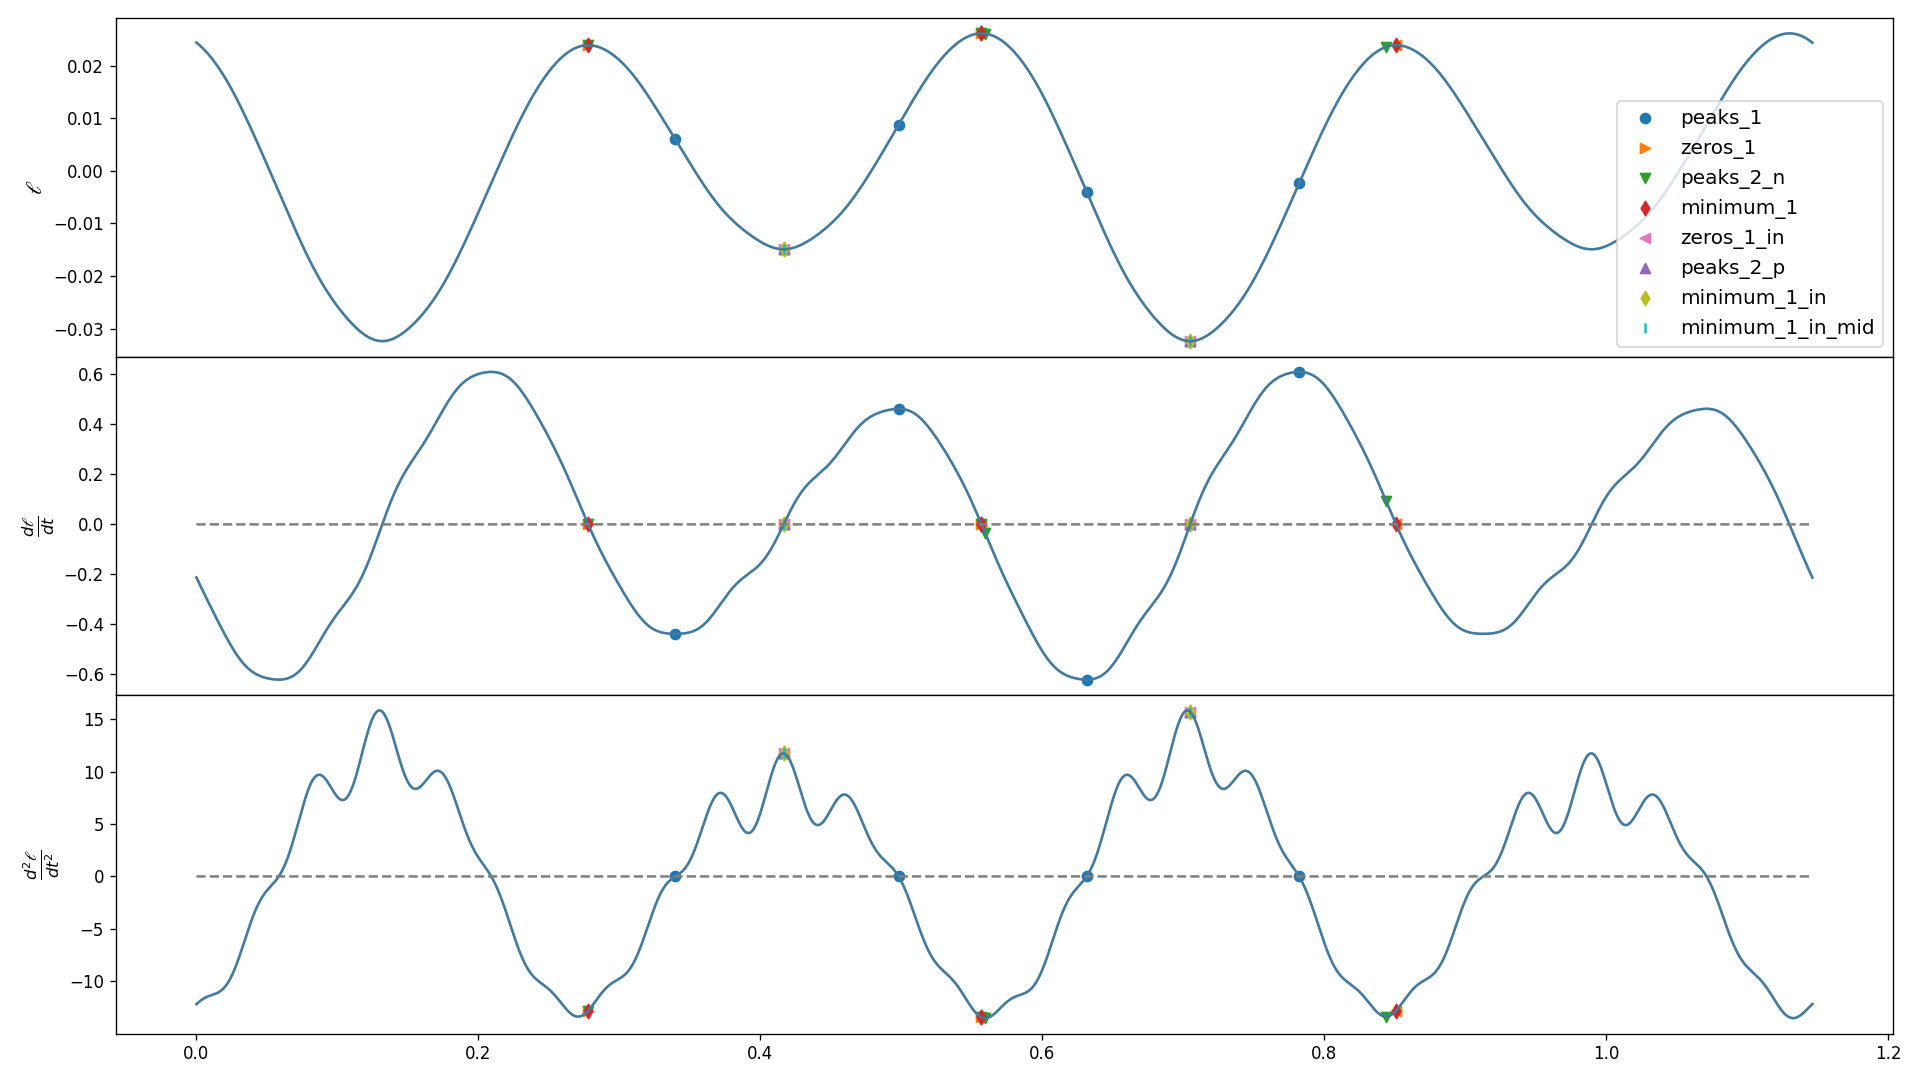 0.02
0.01
0.00
−0.01
−0.02
−0.03
ℓ
peaks_1
zeros_1
peaks_2_n
minimum_1
zeros_1_in
peaks_2_p
minimum_1_in
minimum_1_in_mid
0.6
0.4
0.2
0.0
−0.2
−0.4
−0.6
dℓ
dt
15
10
5
0
−5
−10
d²ℓ
dt²
0.0 0.2 0.4 0.6 0.8 1.0 1.2